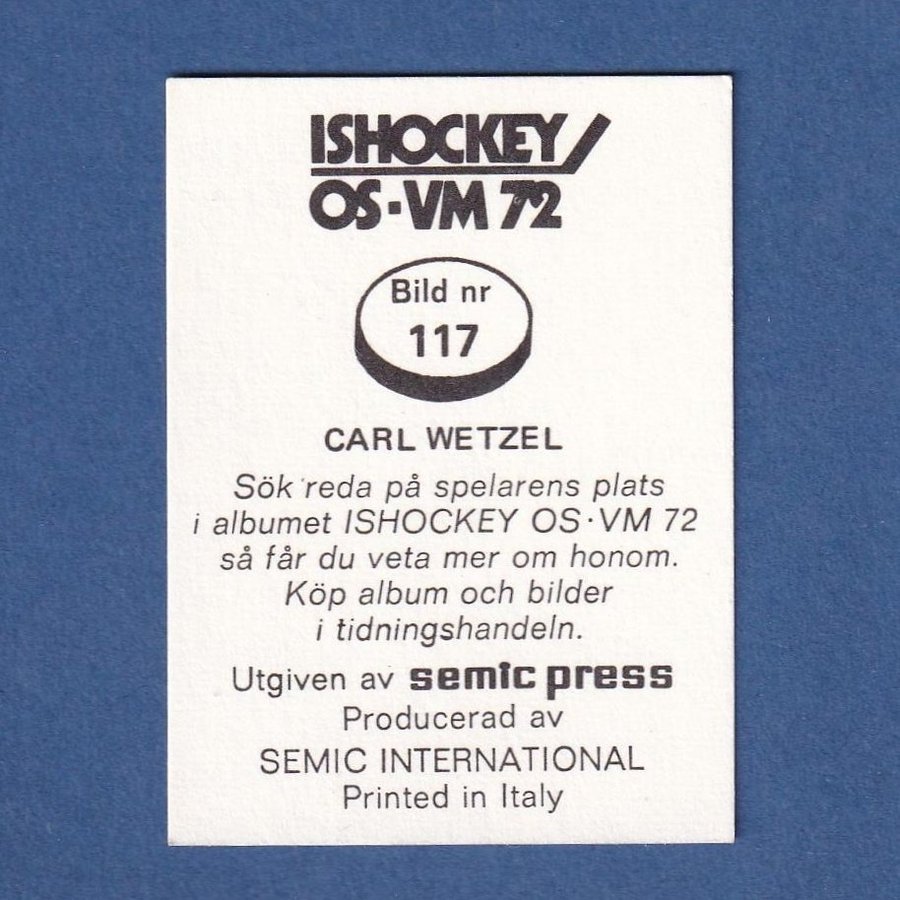 ISHOCKEY
OS·VM 72
Bild nr
117
CARL WETZEL
Sök reda på spelarens plats
i albumet ISHOCKEY OS·VM 72
så får du veta mer om honom.
Köp album och bilder
i tidningshandeln.
Utgiven av semic press
Producerad av
SEMIC INTERNATIONAL
Printed in Italy